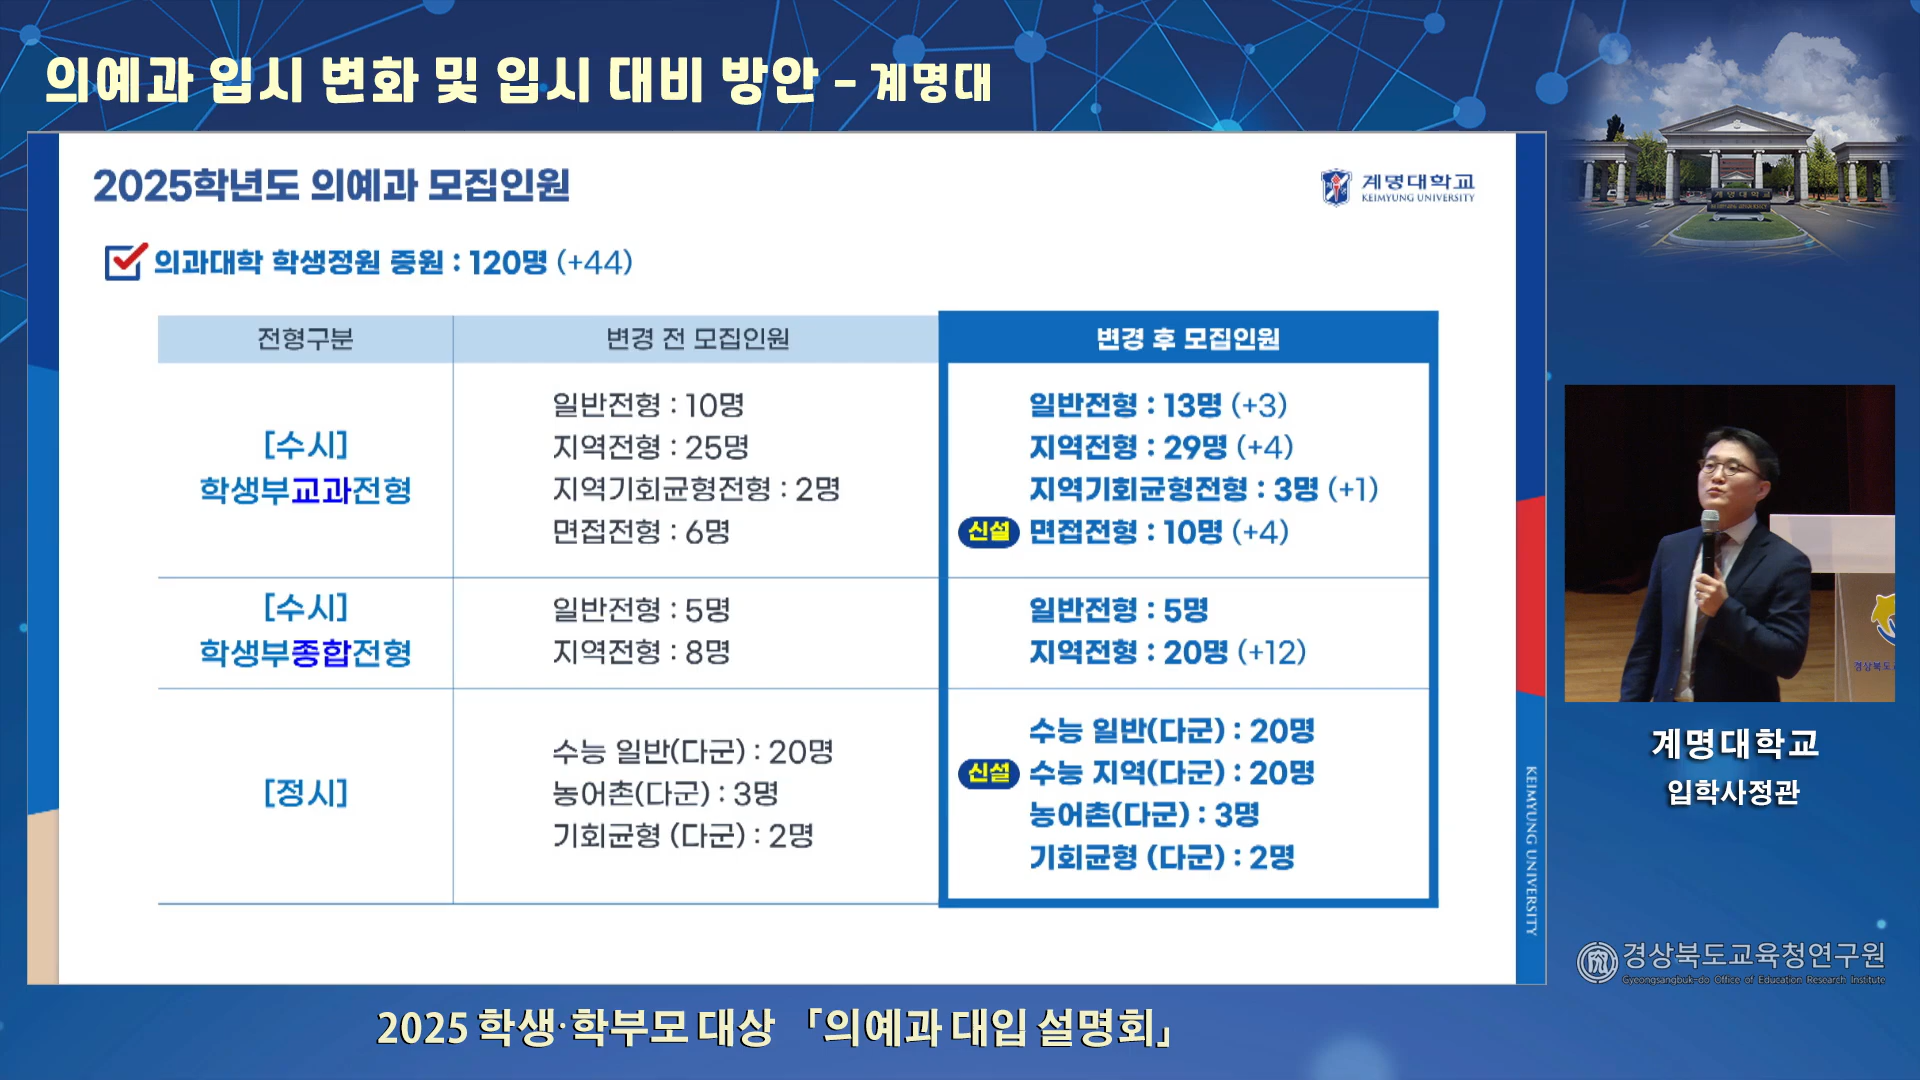 의예과 입시 변화 및 입시 대비 방안 - 계명대
2025학년도 의예과 모집인원
계명대학교
KEIMYUNG UNIVERSITY
의과대학 학생정원 증원 : 120명 (+44)
전형구분
변경 전 모집인원
변경 후 모집인원
[수시]
학생부교과전형
일반전형 : 10명
지역전형 : 25명
지역기회균형전형 : 2명
면접전형 : 6명
일반전형 : 13명 (+3)
지역전형 : 29명 (+4)
지역기회균형전형 : 3명 (+1)
신설 면접전형 : 10명 (+4)
[수시]
학생부종합전형
일반전형 : 5명
지역전형 : 8명
일반전형 : 5명
지역전형 : 20명 (+12)
[정시]
수능 일반(다군) : 20명
농어촌(다군) : 3명
기회균형 (다군) : 2명
수능 일반(다군) : 20명
신설 수능 지역(다군) : 20명
농어촌(다군) : 3명
기회균형 (다군) : 2명
KEIMYUNG UNIVERSITY
계명대학교
경상북도
계명대학교
입학사정관
경상북도교육청연구원
Gyeongsangbuk-do Office of Education Research Institute
2025 학생·학부모 대상 「의예과 대입 설명회」